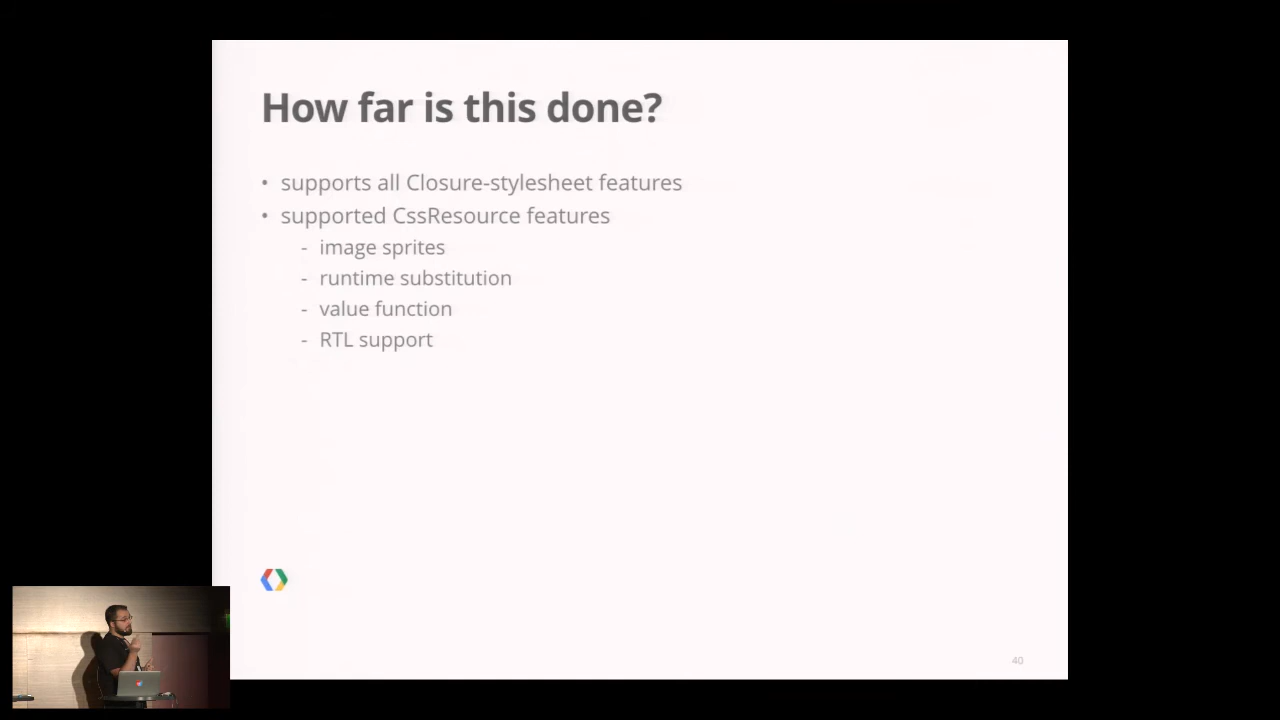 How far is this done?
• supports all Closure-stylesheet features
• supported CssResource features
- image sprites
- runtime substitution
- value function
- RTL support
40